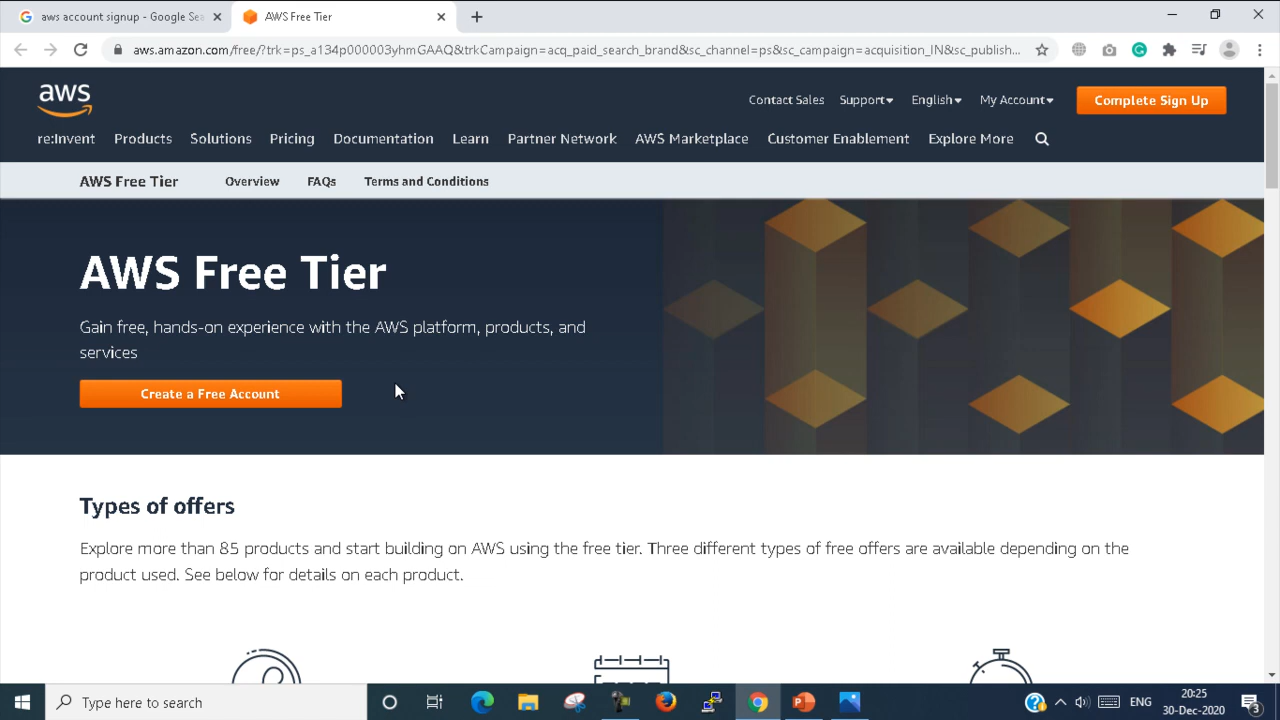 aws account signup - Google Sea
AWS Free Tier
aws.amazon.com/free/?trk=ps_a134p000003yhmGAAQ&trkCampaign=acq_paid_search_brand&sc_channel=ps&sc_campaign=acquisition_IN&sc_publish...
aws
Contact Sales Support English My Account Complete Sign Up
re:Invent Products Solutions Pricing Documentation Learn Partner Network AWS Marketplace Customer Enablement Explore More
AWS Free Tier Overview FAQs Terms and Conditions
AWS Free Tier
Gain free, hands-on experience with the AWS platform, products, and
services
Create a Free Account
Types of offers
Explore more than 85 products and start building on AWS using the free tier. Three different types of free offers are available depending on the
product used. See below for details on each product.
Type here to search
ENG
20:25
30-Dec-2020
3